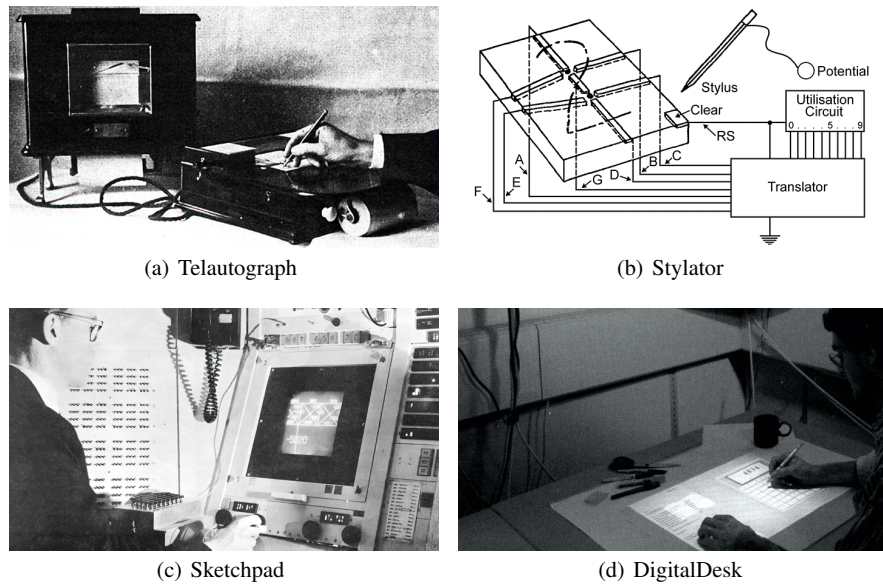 Stylus
Potential
Clear
Utilisation
Circuit
0 . . . 5 . . . 9
RS
A
B
C
D
E
F
G
Translator
(a) Telautograph
(b) Stylator
(c) Sketchpad
(d) DigitalDesk